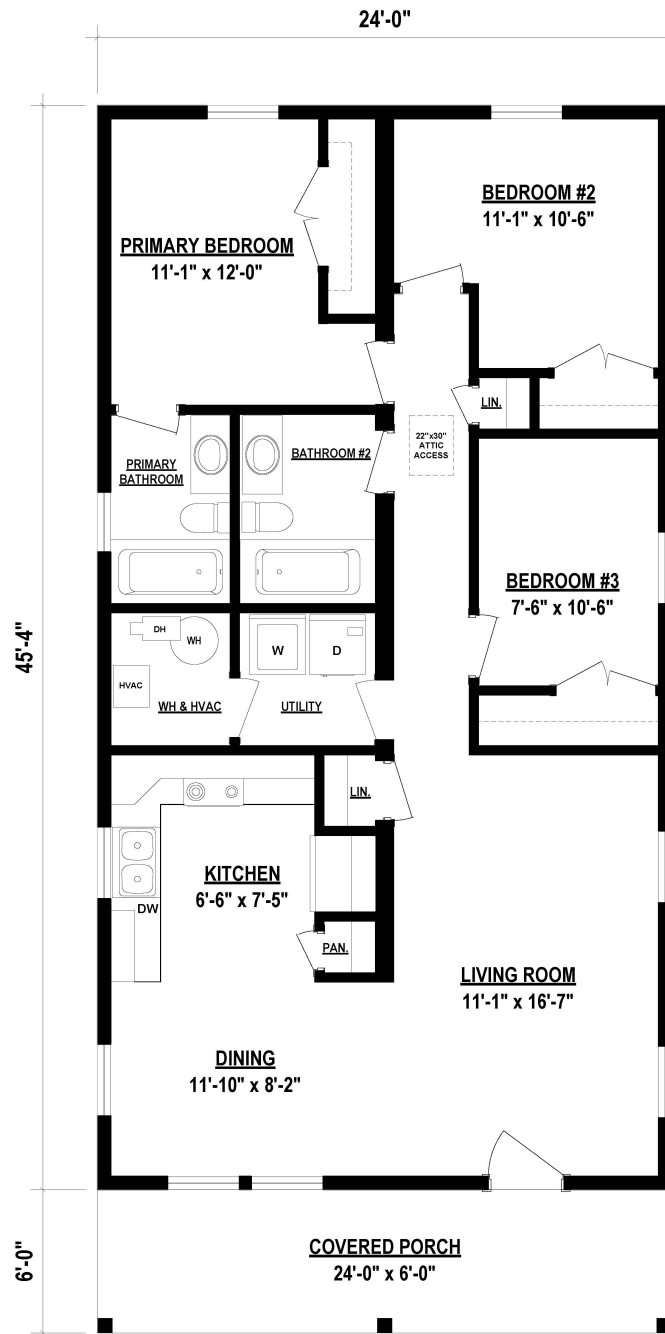 24'-0"
BEDROOM #2
11'-1" x 10'-6"
PRIMARY BEDROOM
11'-1" x 12'-0"
LIN.
22"x30"
ATTIC
ACCESS
BATHROOM #2
PRIMARY
BATHROOM
BEDROOM #3
7'-6" x 10'-6"
45'-4"
DH
WH
W
D
HVAC
WH & HVAC
UTILITY
LIN.
KITCHEN
6'-6" x 7'-5"
DW
PAN.
LIVING ROOM
11'-1" x 16'-7"
DINING
11'-10" x 8'-2"
6'-0"
COVERED PORCH
24'-0" x 6'-0"